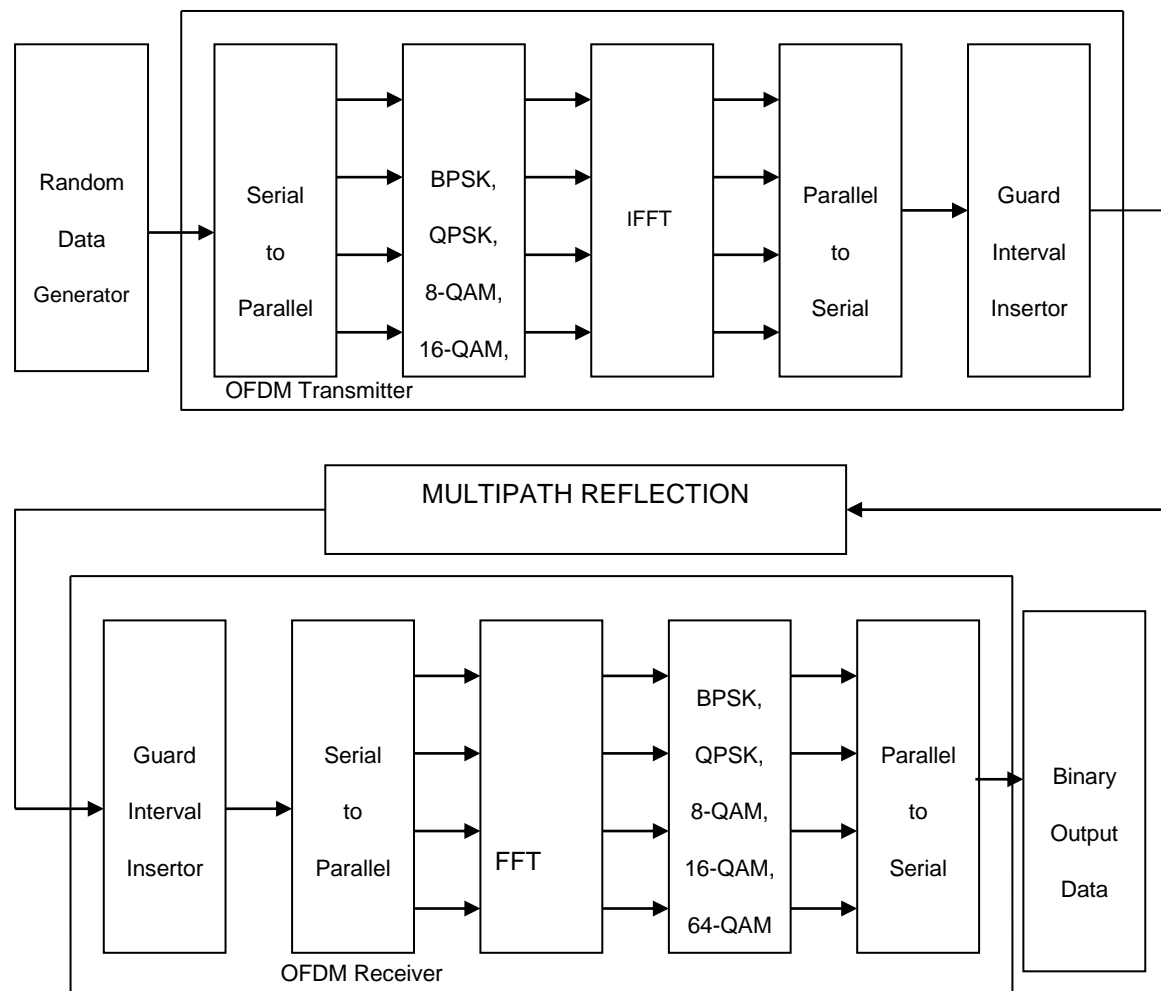 Random
Data
Generator
Serial
to
Parallel
BPSK,
QPSK,
8-QAM,
16-QAM,
IFFT
Parallel
to
Serial
Guard
Interval
Insertor
OFDM Transmitter
MULTIPATH REFLECTION
Guard
Interval
Insertor
Serial
to
Parallel
FFT
BPSK,
QPSK,
8-QAM,
16-QAM,
64-QAM
Parallel
to
Serial
Binary
Output
Data
OFDM Receiver